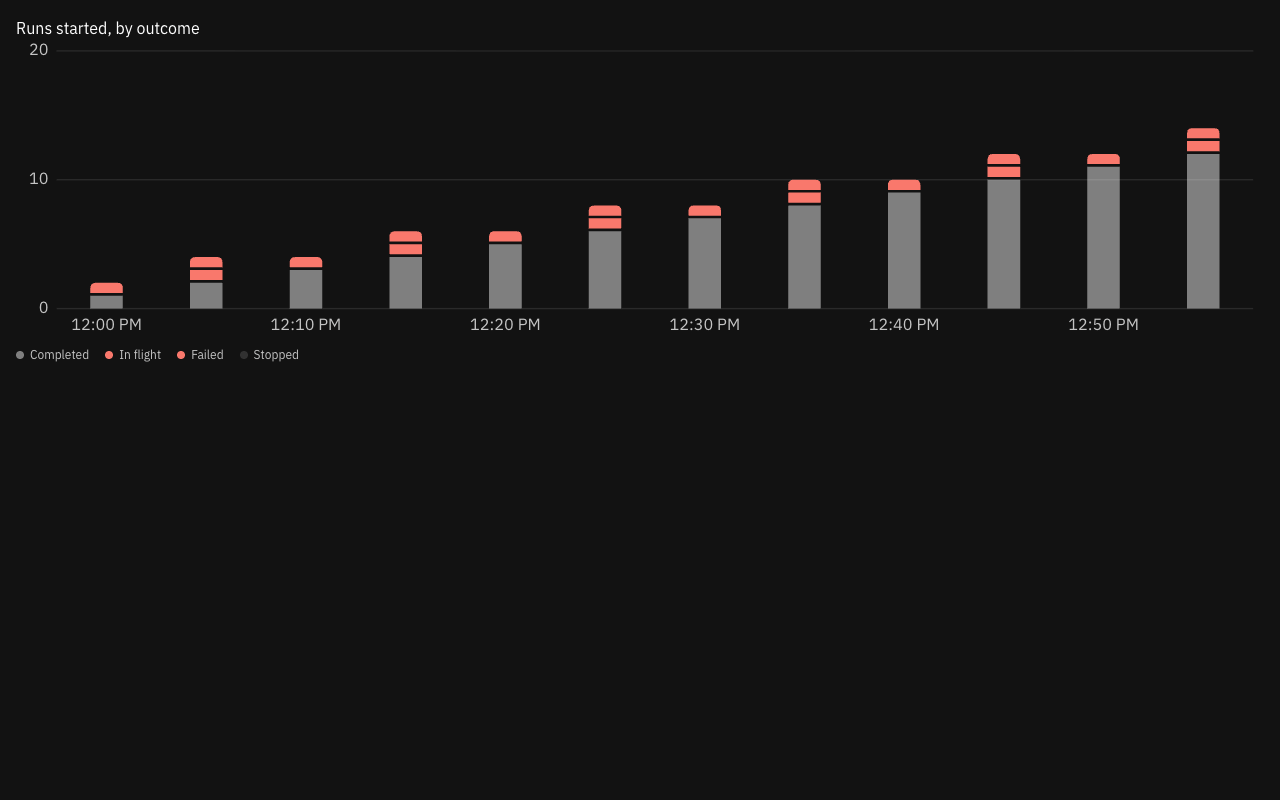 Runs started, by outcome
20
10
0
12:00 PM 12:10 PM 12:20 PM 12:30 PM 12:40 PM 12:50 PM
Completed In flight Failed Stopped